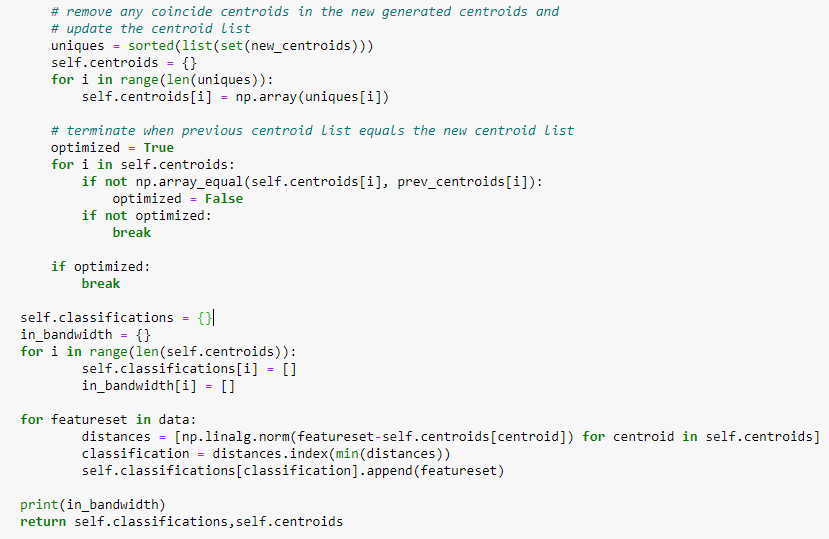 # remove any coincide centroids in the new generated centroids and
# update the centroid list
uniques = sorted(list(set(new_centroids)))
self.centroids = {}
for i in range(len(uniques)):
    self.centroids[i] = np.array(uniques[i])
# terminate when previous centroid list equals the new centroid list
optimized = True
for i in self.centroids:
    if not np.array_equal(self.centroids[i], prev_centroids[i]):
        optimized = False
    if not optimized:
        break
if optimized:
    break
self.classifications = {}
in_bandwidth = {}
for i in range(len(self.centroids)):
        self.classifications[i] = []
        in_bandwidth[i] = []
for featureset in data:
        distances = [np.linalg.norm(featureset-self.centroids[centroid]) for centroid in self.centroids]
        classification = distances.index(min(distances))
        self.classifications[classification].append(featureset)
print(in_bandwidth)
return self.classifications,self.centroids